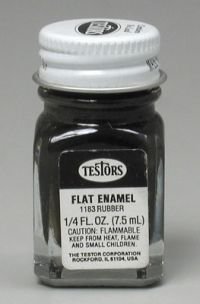 TESTORS
FLAT ENAMEL
1183 RUBBER
1/4 FL. OZ. (7.5 mL)
CAUTION: FLAMMABLE
KEEP FROM HEAT, FLAME
AND SMALL CHILDREN.
THE TESTOR CORPORATION
ROCKFORD, IL 61104, USA